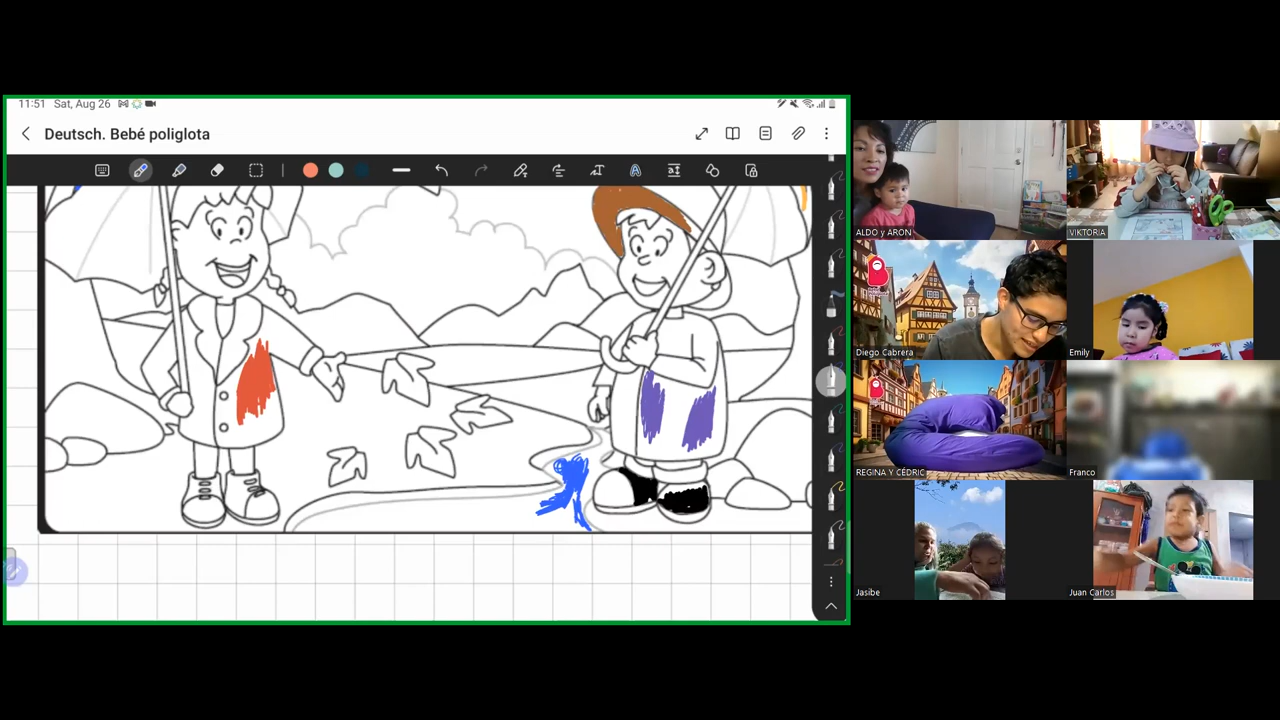 11:51 Sat, Aug 26
Deutsch. Bebé poliglota
ALDO y ARON
VIKTORIA
Diego Cabrera
Emily
REGINA Y CÉDRIC
Franco
Jasibe
Juan Carlos